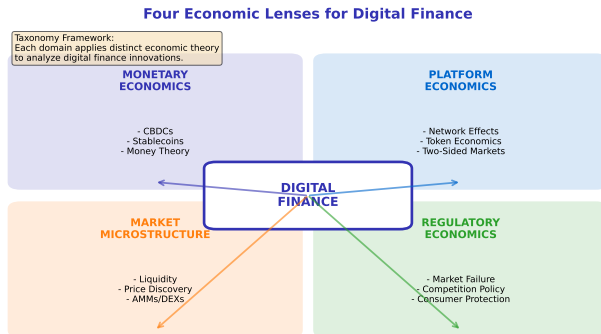 Four Economic Lenses for Digital Finance
Taxonomy Framework:
Each domain applies distinct economic theory
to analyze digital finance innovations.
MONETARY
ECONOMICS
- CBDCs
- Stablecoins
- Money Theory
PLATFORM
ECONOMICS
- Network Effects
- Token Economics
- Two-Sided Markets
DIGITAL
FINANCE
MARKET
MICROSTRUCTURE
- Liquidity
- Price Discovery
- AMMs/DEXs
REGULATORY
ECONOMICS
- Market Failure
- Competition Policy
- Consumer Protection